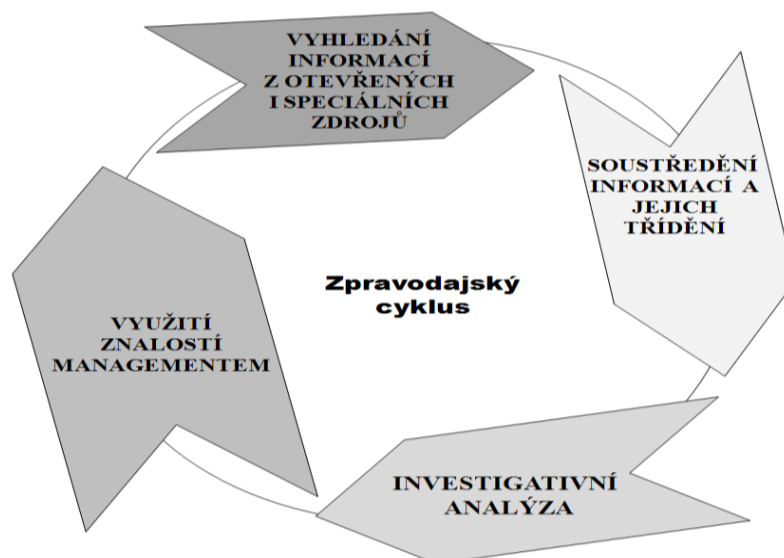 VYHLEDÁNÍ
INFORMACÍ
Z OTEVŘENÝCH
I SPECIÁLNÍCH
ZDROJŮ
SOUSTŘEDĚNÍ
INFORMACÍ A
JEJICH
TŘÍDĚNÍ
Zpravodajský
cyklus
VYUŽITÍ
ZNALOSTÍ
MANAGEMENTEM
INVESTIGATIVNÍ
ANALÝZA